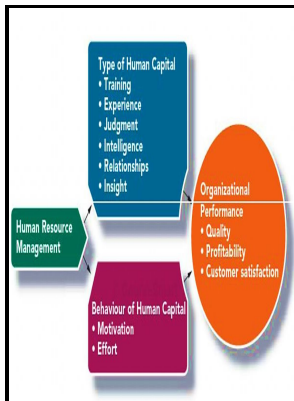 Type of Human Capital
• Training
• Experience
• Judgment
• Intelligence
• Relationships
• Insight
Human Resource
Management
Organizational
Performance
• Quality
• Profitability
• Customer satisfaction
Behaviour of Human Capital
• Motivation
• Effort